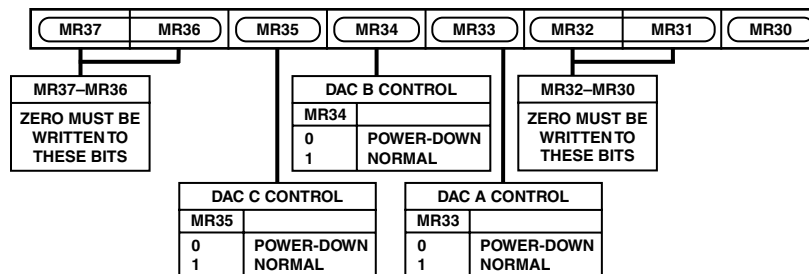 MR37 MR36 MR35 MR34 MR33 MR32 MR31 MR30
MR37–MR36
ZERO MUST BE
WRITTEN TO
THESE BITS
DAC B CONTROL
MR34
0 POWER-DOWN
1 NORMAL
MR32–MR30
ZERO MUST BE
WRITTEN TO
THESE BITS
DAC C CONTROL
MR35
0 POWER-DOWN
1 NORMAL
DAC A CONTROL
MR33
0 POWER-DOWN
1 NORMAL